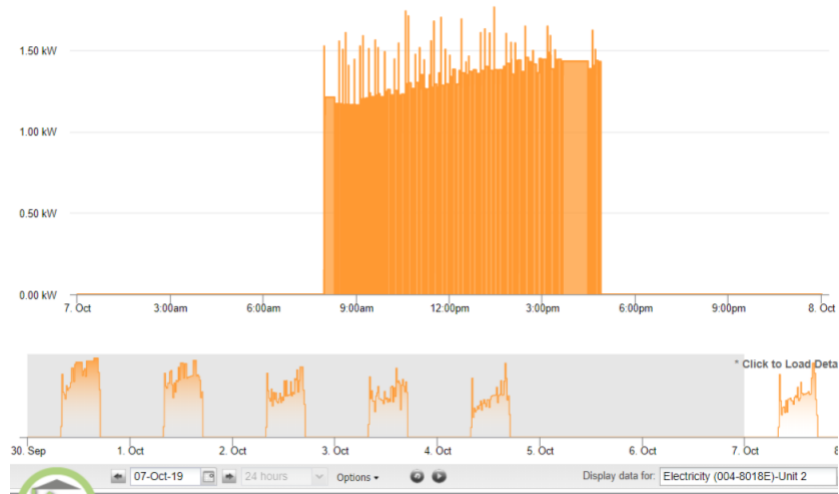 1.50 kW
1.00 kW
0.50 kW
0.00 kW
7. Oct 3:00am 6:00am 9:00am 12:00pm 3:00pm 6:00pm 9:00pm 8. Oct
* Click to Load Deta
30. Sep 1. Oct 2. Oct 3. Oct 4. Oct 5. Oct 6. Oct 7. Oct 8
07-Oct-19 24 hours Options Display data for: Electricity (004-8018E)-Unit 2